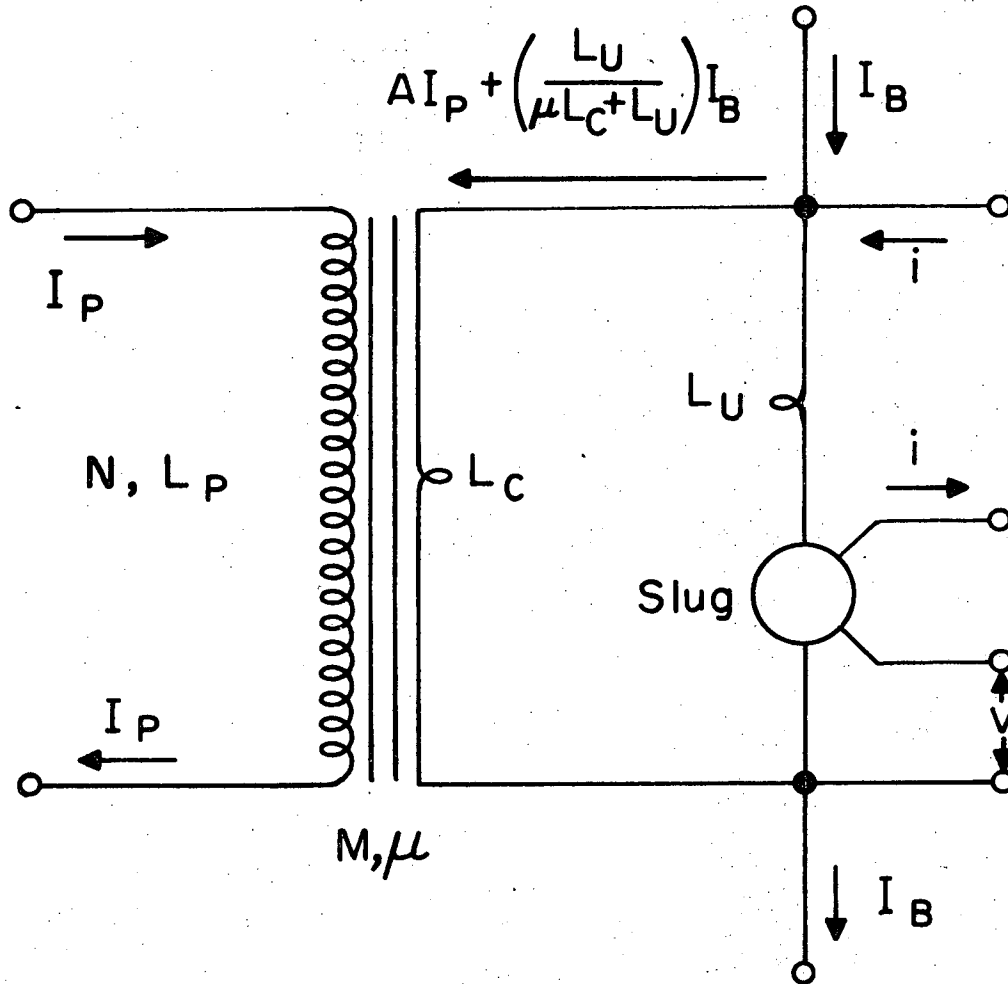 AI_P + (L_U / μL_C + L_U) I_B
I_B
I_P
i
L_U
N, L_P
L_C
i
Slug
V
I_P
M, μ
I_B